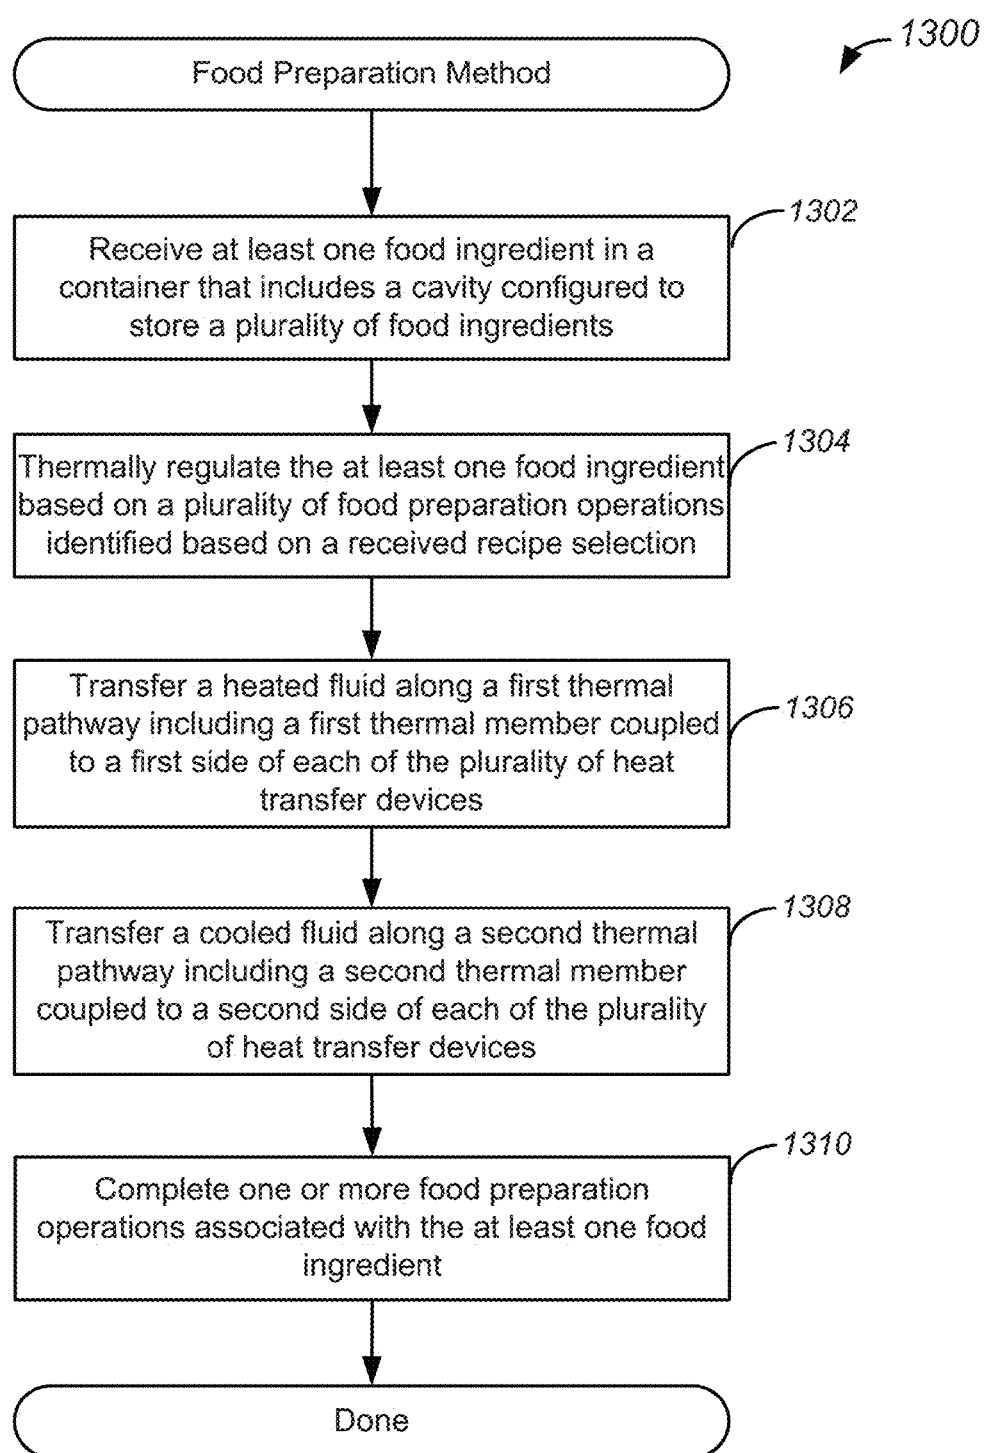 1300
Food Preparation Method
1302
Receive at least one food ingredient in a
container that includes a cavity configured to
store a plurality of food ingredients
1304
Thermally regulate the at least one food ingredient
based on a plurality of food preparation operations
identified based on a received recipe selection
1306
Transfer a heated fluid along a first thermal
pathway including a first thermal member coupled
to a first side of each of the plurality of heat
transfer devices
1308
Transfer a cooled fluid along a second thermal
pathway including a second thermal member
coupled to a second side of each of the plurality
of heat transfer devices
1310
Complete one or more food preparation
operations associated with the at least one food
ingredient
Done